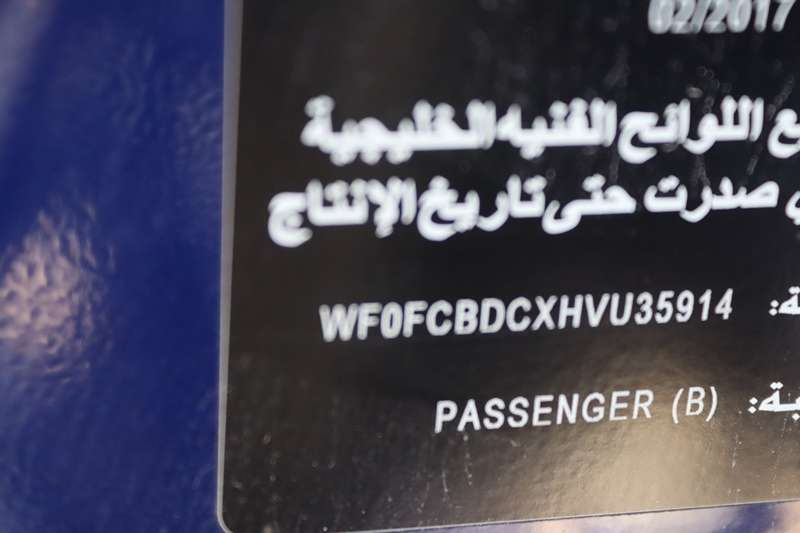 02/2017
اللوائح الفنيه الخليجية
صدرت حتى تاريخ الإنتاج
WF0FCBDCXHVU35914
PASSENGER (B)